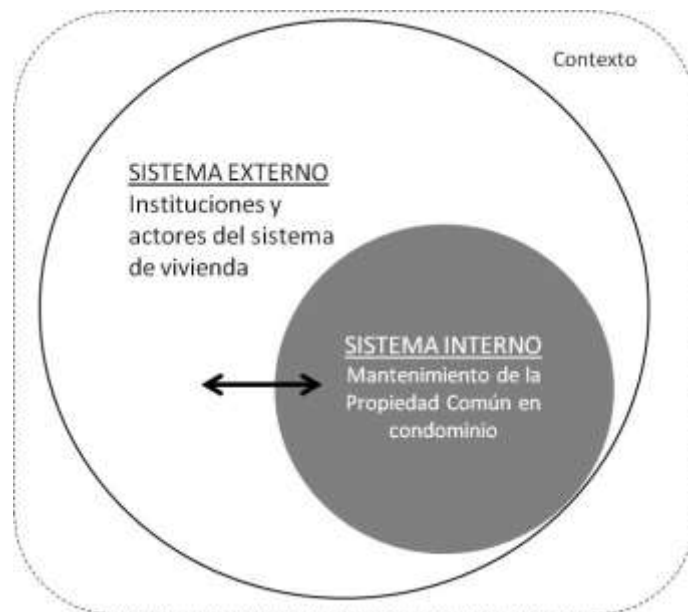 Contexto
SISTEMA EXTERNO
Instituciones y
actores del sistema
de vivienda
SISTEMA INTERNO
Mantenimiento de la
Propiedad Común en
condominio